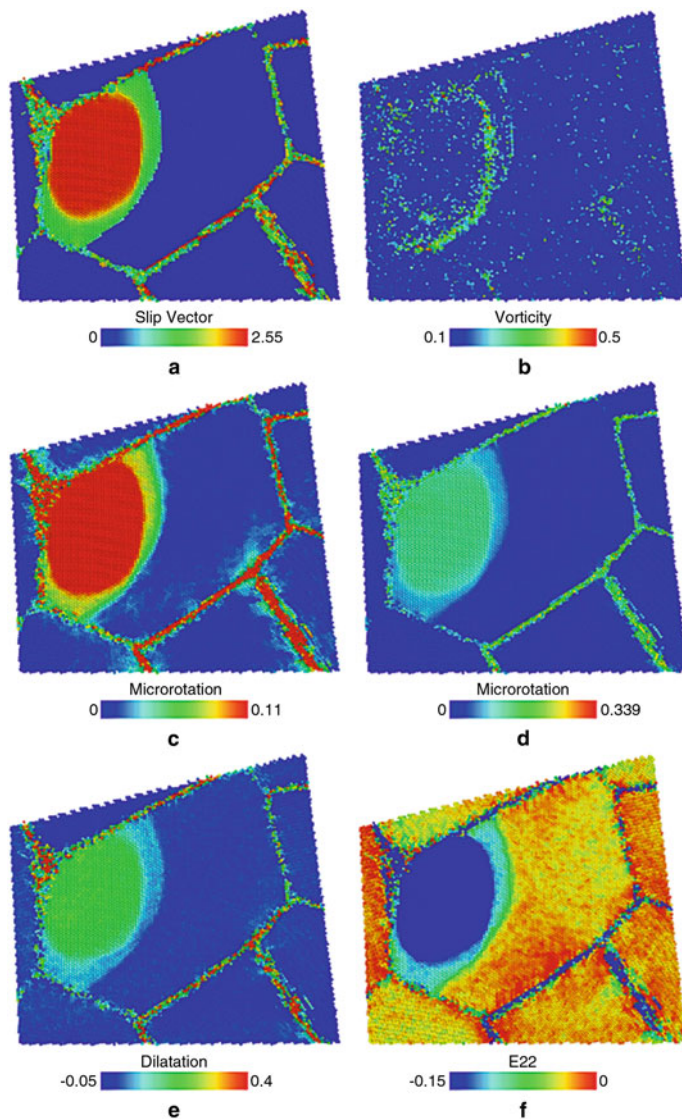 Slip Vector
0 2.55
a
Vorticity
0.1 0.5
b
Microrotation
0 0.11
c
Microrotation
0 0.339
d
Dilatation
-0.05 0.4
e
E22
-0.15 0
f